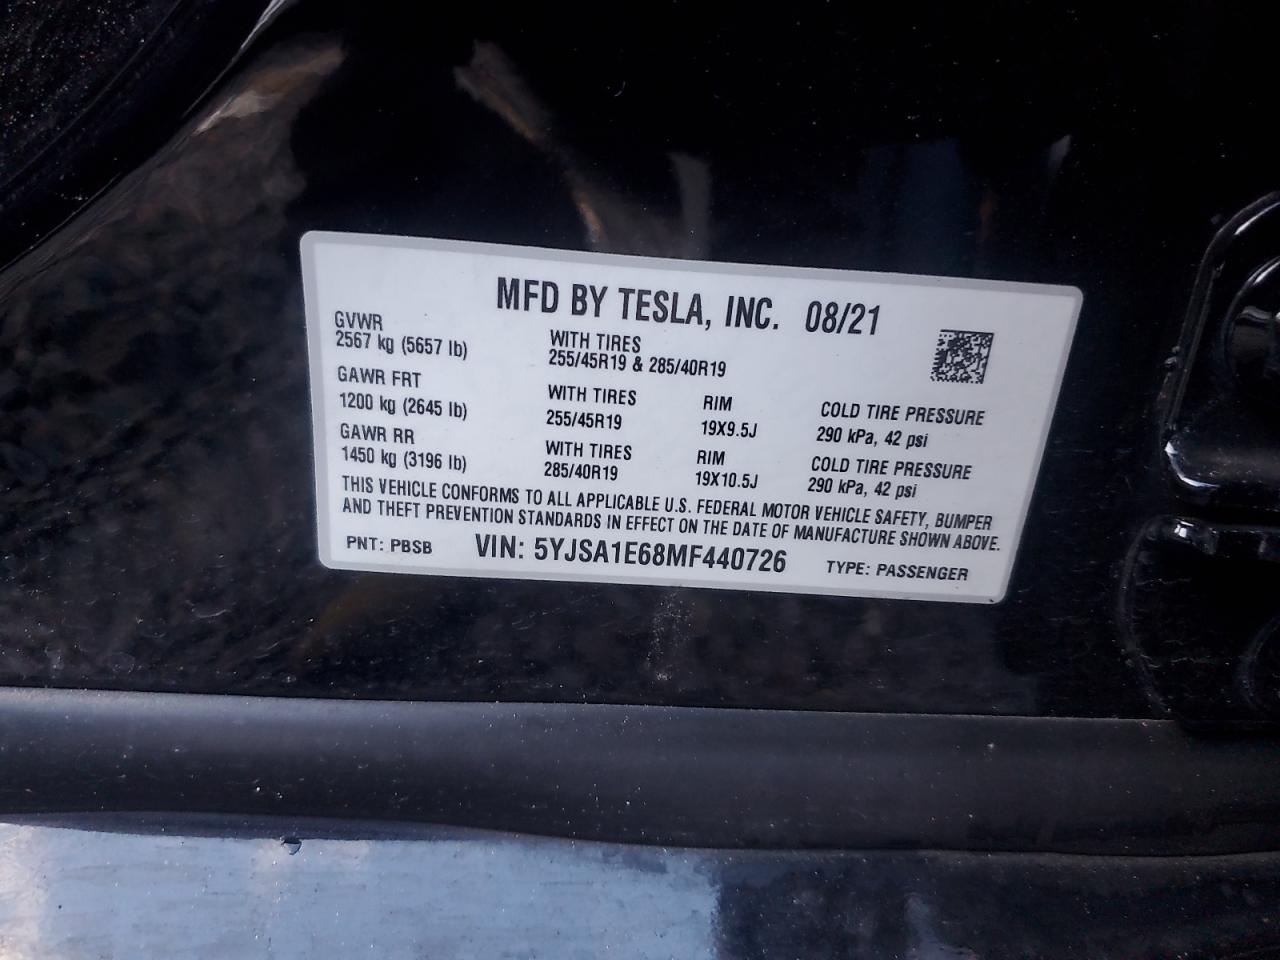 MFD BY TESLA, INC. 08/21
GVWR
2567 kg (5657 lb)
WITH TIRES
255/45R19 & 285/40R19
GAWR FRT
1200 kg (2645 lb)
WITH TIRES
255/45R19
RIM
19X9.5J
COLD TIRE PRESSURE
290 kPa, 42 psi
GAWR RR
1450 kg (3196 lb)
WITH TIRES
285/40R19
RIM
19X10.5J
COLD TIRE PRESSURE
290 kPa, 42 psi
THIS VEHICLE CONFORMS TO ALL APPLICABLE U.S. FEDERAL MOTOR VEHICLE SAFETY, BUMPER
AND THEFT PREVENTION STANDARDS IN EFFECT ON THE DATE OF MANUFACTURE SHOWN ABOVE.
PNT: PBSB VIN: 5YJSA1E68MF440726 TYPE: PASSENGER